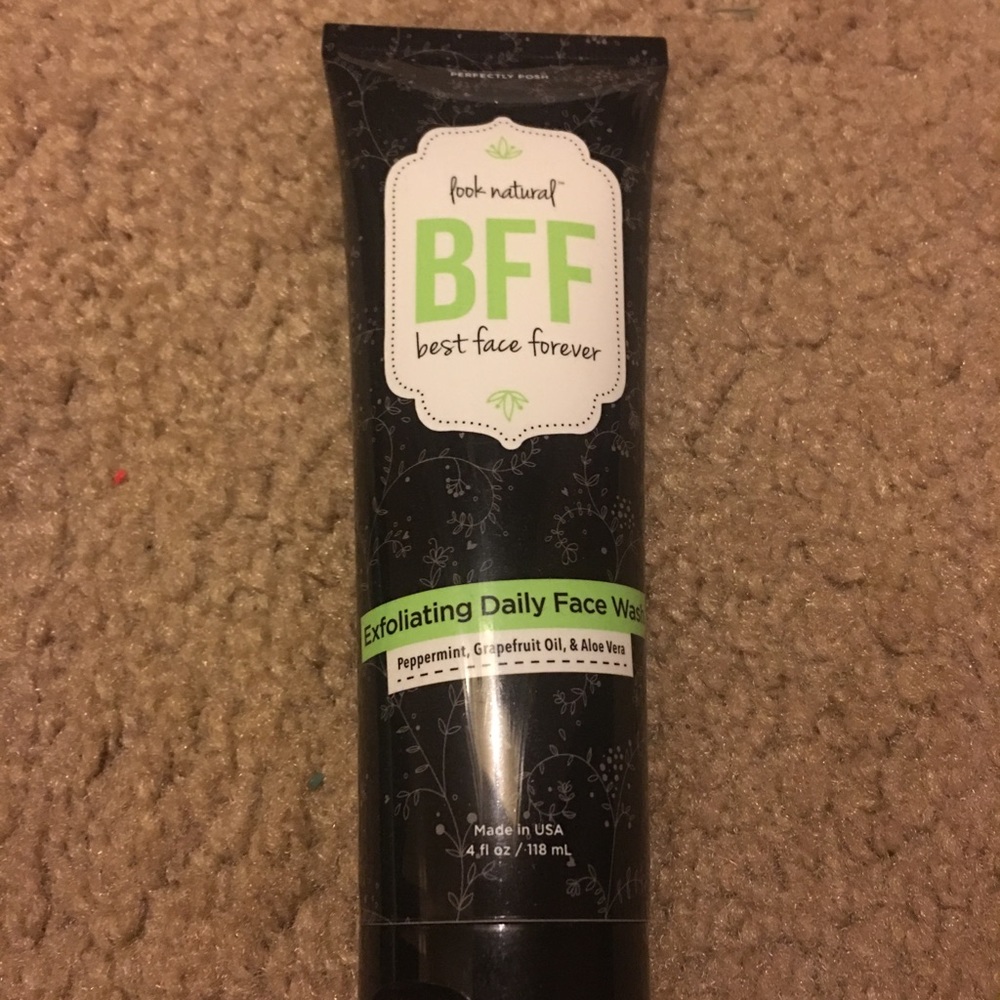 PERFECTLY POSH
look natural™
BFF
best face forever
Exfoliating Daily Face Wash
Peppermint, Grapefruit Oil, & Aloe Vera
Made in USA
4 fl oz / 118 mL